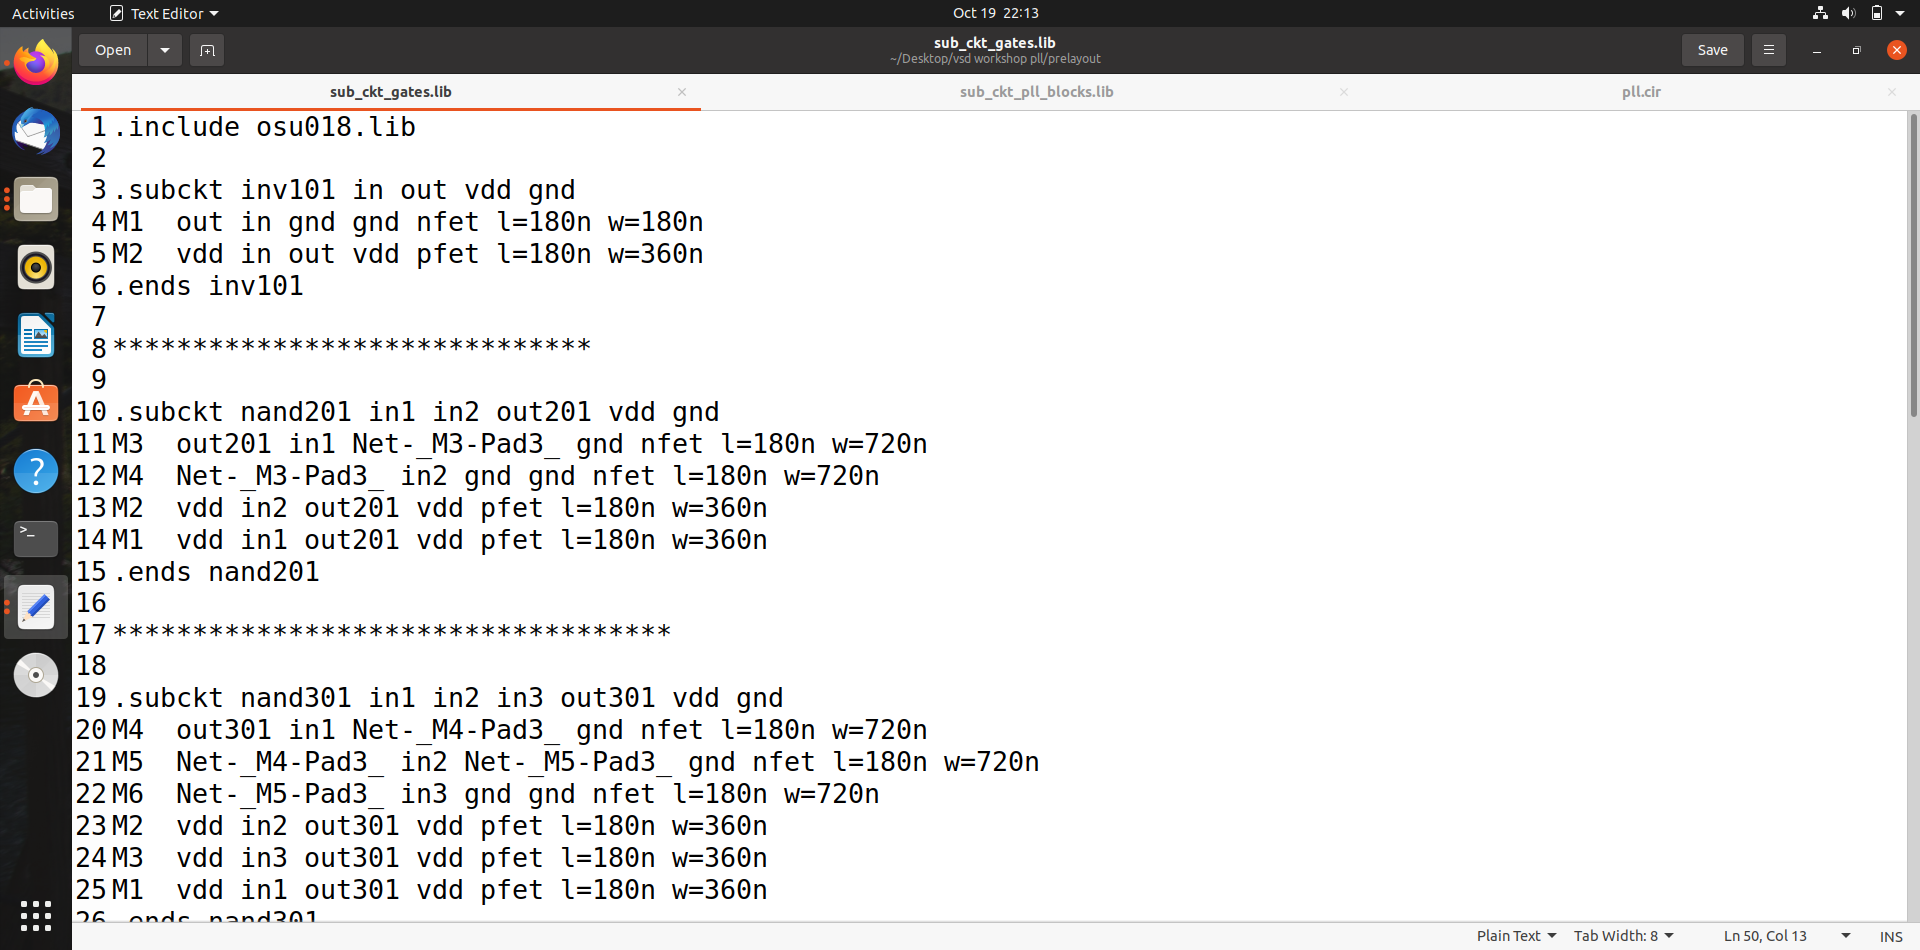 Activities
Text Editor
Oct 19 22:13
Open
sub_ckt_gates.lib
~/Desktop/vsd workshop pll/prelayout
Save
sub_ckt_gates.lib
sub_ckt_pll_blocks.lib
pll.cir
1 .include osu018.lib
2
3 .subckt inv101 in out vdd gnd
4 M1  out in gnd gnd nfet l=180n w=180n
5 M2  vdd in out vdd pfet l=180n w=360n
6 .ends inv101
7
8 ******************************
9
10 .subckt nand201 in1 in2 out201 vdd gnd
11 M3  out201 in1 Net-_M3-Pad3_ gnd nfet l=180n w=720n
12 M4  Net-_M3-Pad3_ in2 gnd gnd nfet l=180n w=720n
13 M2  vdd in2 out201 vdd pfet l=180n w=360n
14 M1  vdd in1 out201 vdd pfet l=180n w=360n
15 .ends nand201
16
17 ***********************************
18
19 .subckt nand301 in1 in2 in3 out301 vdd gnd
20 M4  out301 in1 Net-_M4-Pad3_ gnd nfet l=180n w=720n
21 M5  Net-_M4-Pad3_ in2 Net-_M5-Pad3_ gnd nfet l=180n w=720n
22 M6  Net-_M5-Pad3_ in3 gnd gnd nfet l=180n w=720n
23 M2  vdd in2 out301 vdd pfet l=180n w=360n
24 M3  vdd in3 out301 vdd pfet l=180n w=360n
25 M1  vdd in1 out301 vdd pfet l=180n w=360n
26 .ends nand301
Plain Text
Tab Width: 8
Ln 50, Col 13
INS